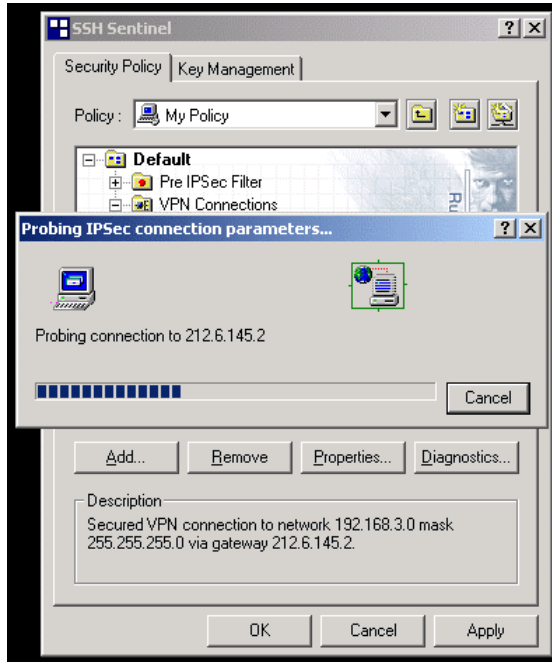 SSH Sentinel
Security Policy
Key Management
Policy :
My Policy
Default
Pre IPSec Filter
VPN Connections
Ru
Probing IPSec connection parameters...
Probing connection to 212.6.145.2
Cancel
Add...
Remove
Properties...
Diagnostics...
Description
Secured VPN connection to network 192.168.3.0 mask
255.255.255.0 via gateway 212.6.145.2.
OK
Cancel
Apply